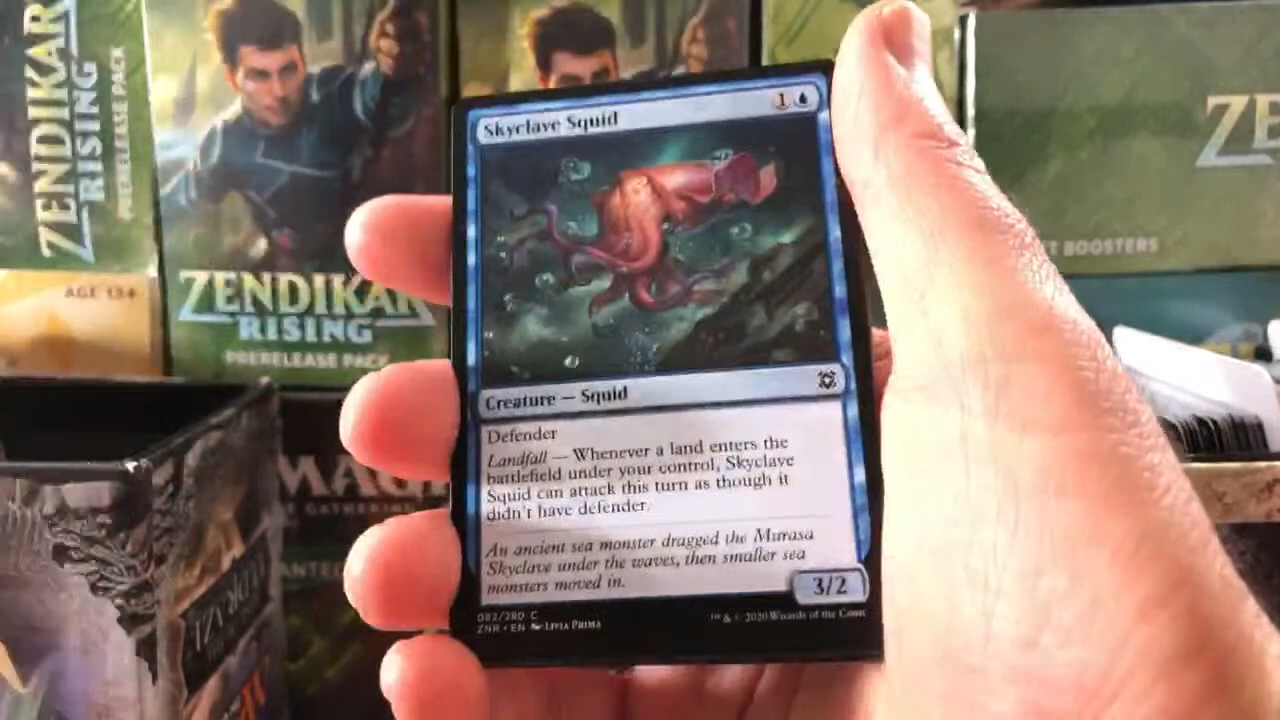 ZENDIKAR
RISING
PRERELEASE PACK
AGE 13+
ZENDIKAR
RISING
PRERELEASE PACK
ZE
ET BOOSTERS
Skyclave Squid
1
Creature — Squid
Defender
Landfall — Whenever a land enters the
battlefield under your control, Skyclave
Squid can attack this turn as though it
didn't have defender.
An ancient sea monster dragged the Murasa
Skyclave under the waves, then smaller sea
monsters moved in.
3/2
082/280 C
ZNR • EN LIVIA PRIMA
™ & © 2020 Wizards of the Coast
MAGI
GATHERING